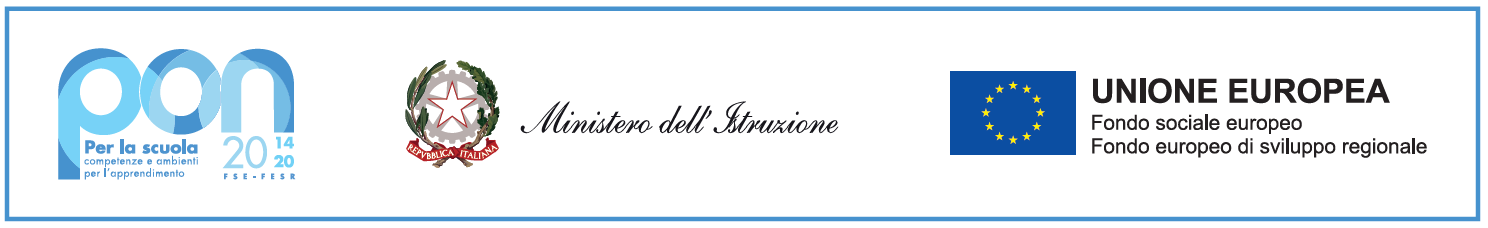 pon
Per la scuola
competenze e ambienti
per l'apprendimento
20 14
20
FSE-FESR
REPVBBLICA ITALIANA
Ministero dell'Istruzione
UNIONE EUROPEA
Fondo sociale europeo
Fondo europeo di sviluppo regionale